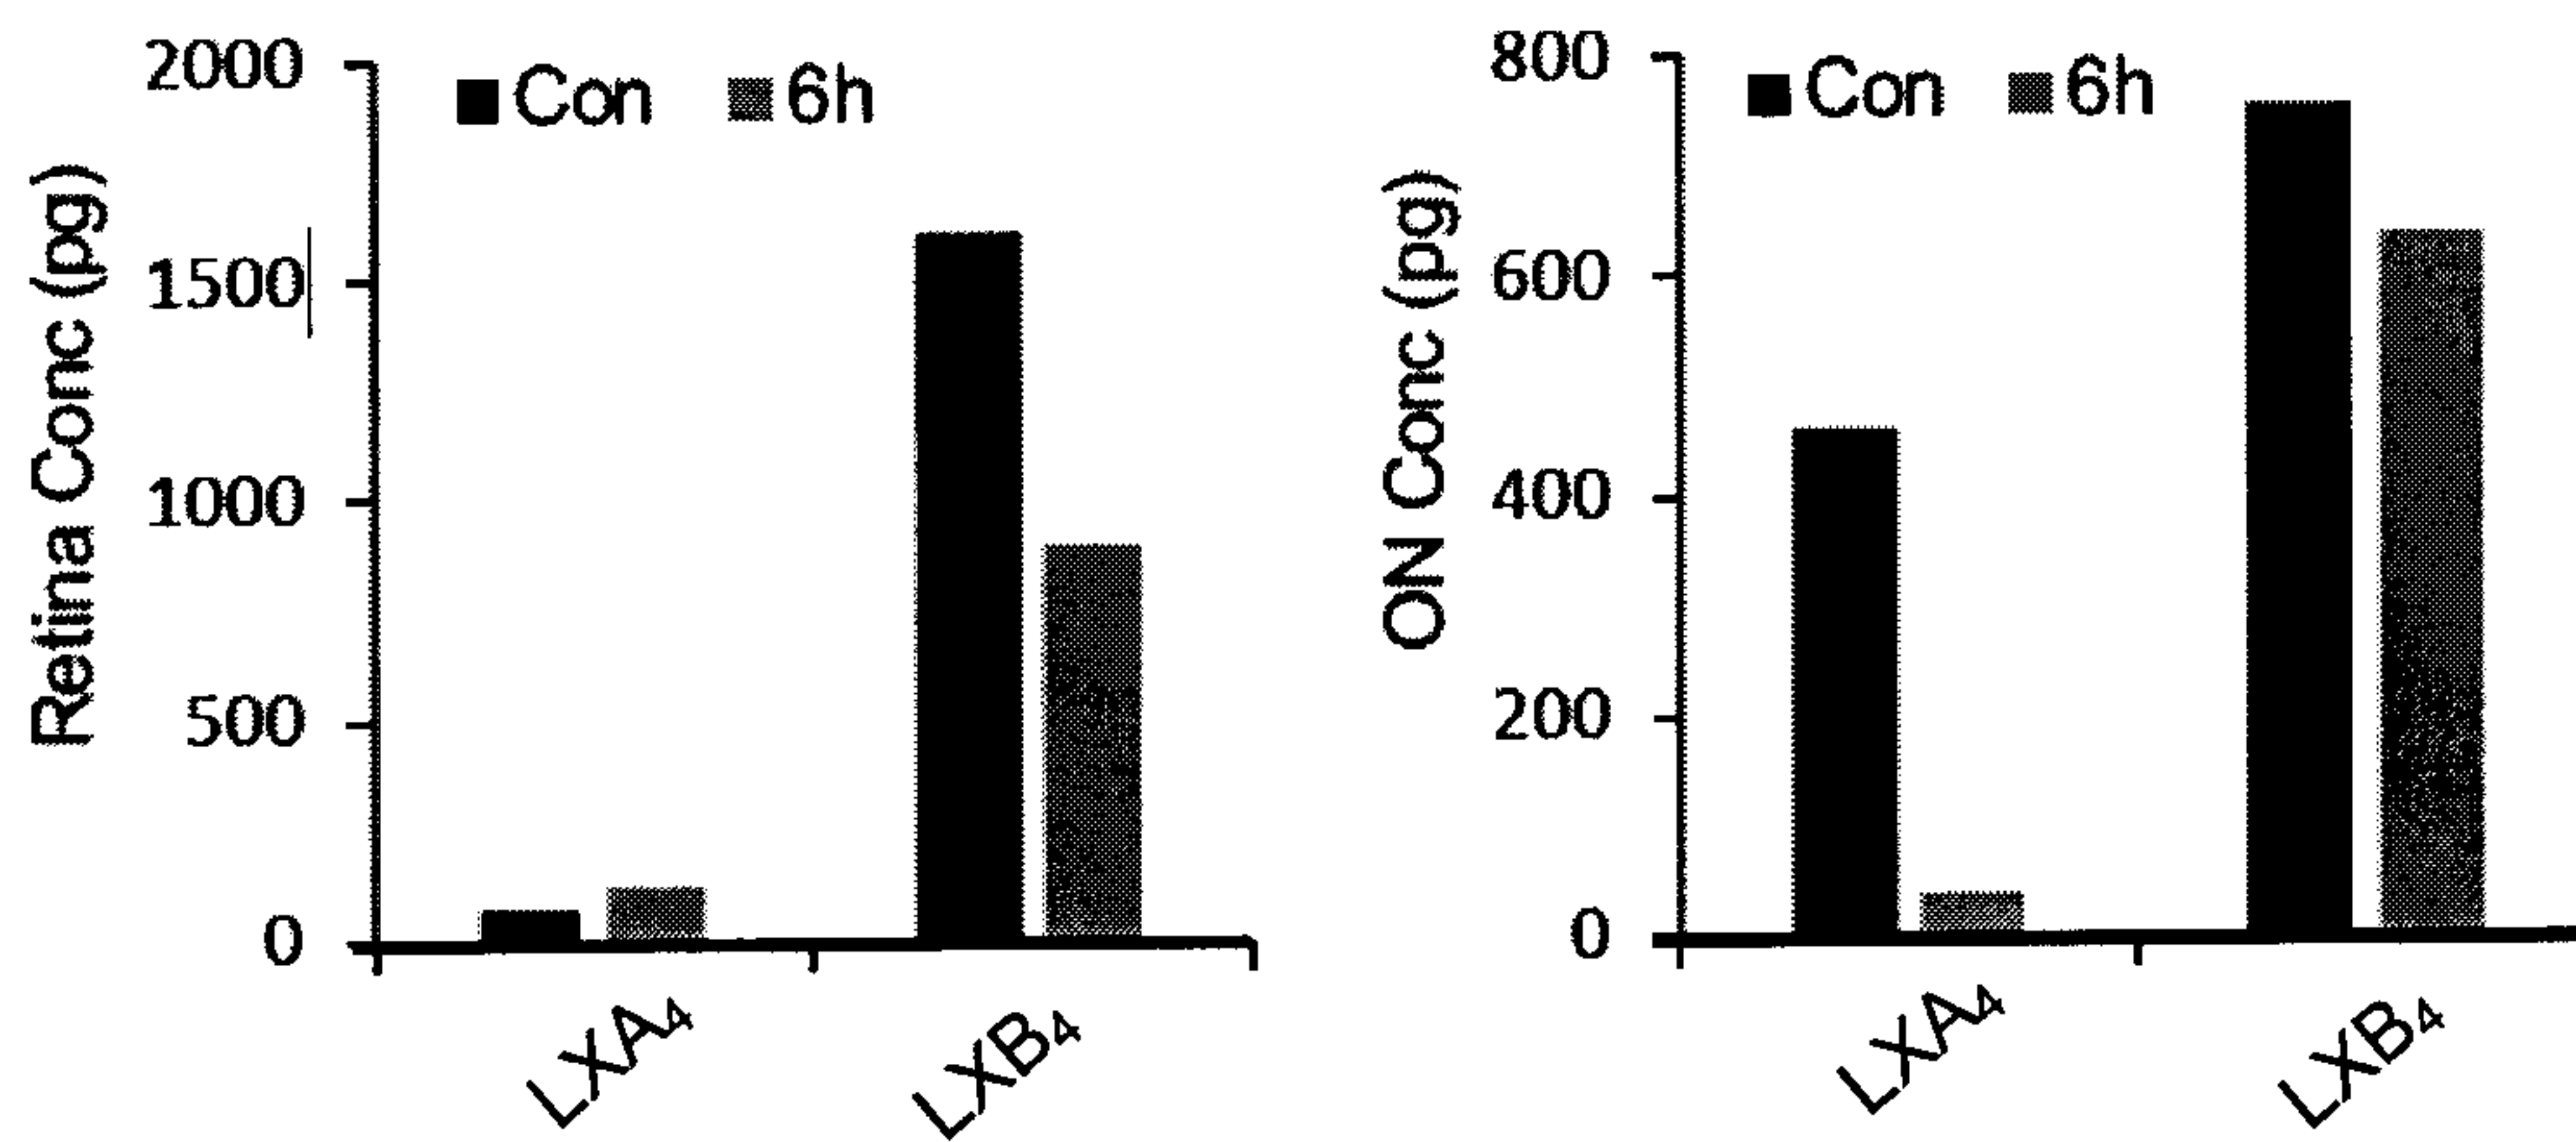 Retina Conc (pg)
2000
1500
1000
500
0
Con 6h
LXA₄
LXB₄
ON Conc (pg)
800
600
400
200
0
Con 6h
LXA₄
LXB₄